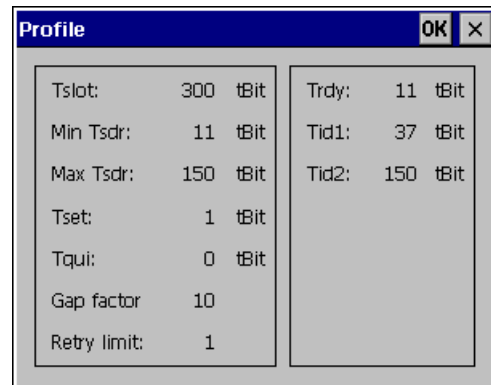 Profile OK ×
Tslot: 300 tBit
Min Tsdr: 11 tBit
Max Tsdr: 150 tBit
Tset: 1 tBit
Tqui: 0 tBit
Gap factor 10
Retry limit: 1
Trdy: 11 tBit
Tid1: 37 tBit
Tid2: 150 tBit